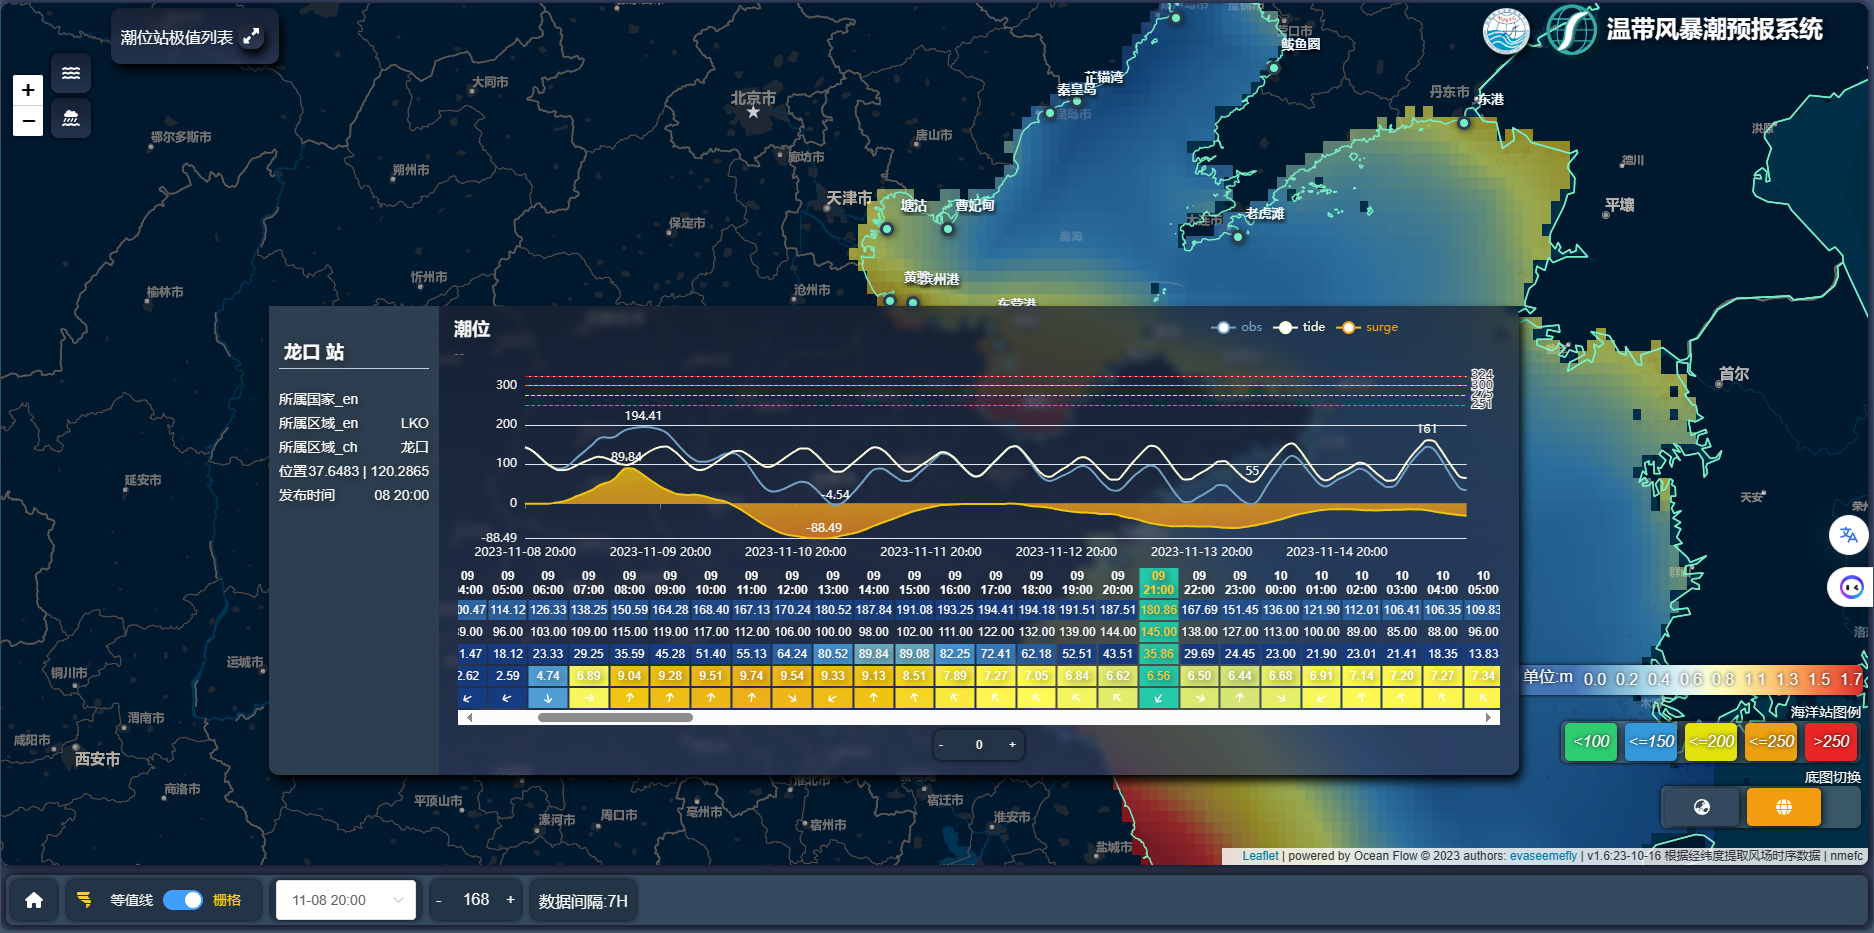 潮位站极值列表
温带风暴潮预报系统
+
−
大同市
北京市
鄂尔多斯市
朔州市
唐山市
廊坊市
天津市
保定市
忻州市
榆林市
沧州市
鲅鱼圈
芷锚湾
秦皇岛
丹东市
东港
德川
平壤
塘沽
曹妃甸
老虎滩
大连市
渤海
黄骅
滨州港
东营港
首尔
天安
延安市
铜川市
运城市
渭南市
咸阳市
西安市
商洛市
平顶山市
漯河市
周口市
亳州市
淮北市
宿州市
宿迁市
淮安市
盐城市
龙口 站
所属国家_en
所属区域_en LKO
所属区域_ch 龙口
位置37.6483 | 120.2865
发布时间 08 20:00
潮位
--
obs tide surge
324
300
275
251
300
200
100
0
-88.49
194.41
89.84
-4.54
-88.49
55
161
2023-11-08 20:00 2023-11-09 20:00 2023-11-10 20:00 2023-11-11 20:00 2023-11-12 20:00 2023-11-13 20:00 2023-11-14 20:00
09 09 09 09 09 09 09 09 09 09 09 09 09 09 09 09 09 09 09 09 10 10 10 10 10 10
05:00 06:00 07:00 08:00 09:00 10:00 11:00 12:00 13:00 14:00 15:00 16:00 17:00 18:00 19:00 20:00 21:00 22:00 23:00 00:00 01:00 02:00 03:00 04:00 05:00
114.12 126.33 138.25 150.59 164.28 168.40 167.13 170.24 180.52 187.84 191.08 193.25 194.41 194.18 191.51 187.51 180.86 167.69 151.45 136.00 121.90 112.01 106.41 106.35 109.83
96.00 103.00 109.00 115.00 119.00 117.00 112.00 106.00 100.00 98.00 102.00 111.00 122.00 132.00 139.00 144.00 145.00 138.00 127.00 113.00 100.00 89.00 85.00 88.00 96.00
18.12 23.33 29.25 35.59 45.28 51.40 55.13 64.24 80.52 89.84 89.08 82.25 72.41 62.18 52.51 43.51 35.86 29.69 24.45 23.00 21.90 23.01 21.41 18.35 13.83
2.62 2.59 4.74 6.89 9.04 9.28 9.51 9.74 9.54 9.33 9.13 8.51 7.89 7.27 7.05 6.84 6.62 6.56 6.50 6.44 6.68 6.91 7.14 7.20 7.27 7.34
- 0 +
单位:m 0.0 0.2 0.4 0.6 0.8 1.1 1.3 1.5 1.7
海洋站图例
<100 <=150 <=200 <=250 >250
底图切换
Leaflet | powered by Ocean Flow © 2023 authors: evaseemefly | v1.6:23-10-16 根据经纬度提取风场时序数据 | nmefc
等值线 栅格
11-08 20:00
- 168 +
数据间隔:7H